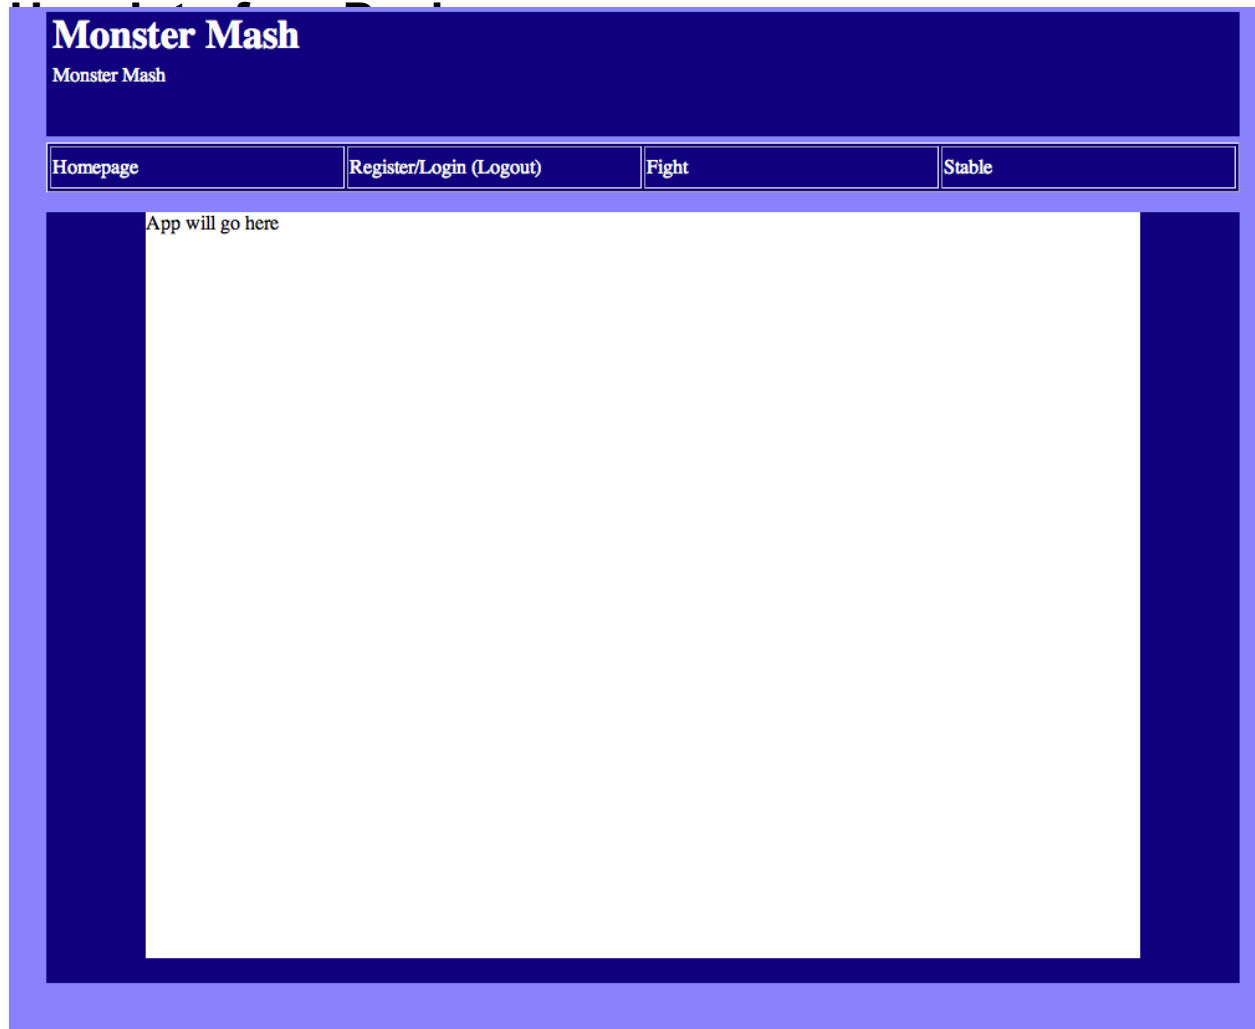 Monster Mash
Monster Mash
Homepage
Register/Login (Logout)
Fight
Stable
App will go here